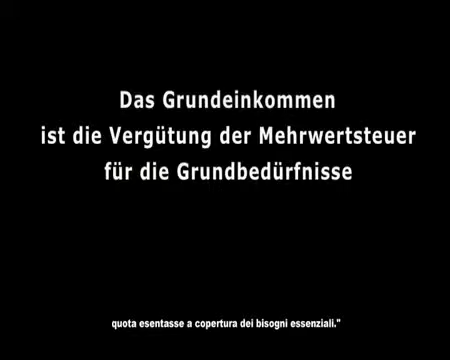 Das Grundeinkommen
ist die Vergütung der Mehrwertsteuer
für die Grundbedürfnisse
quota esentasse a copertura dei bisogni essenziali."